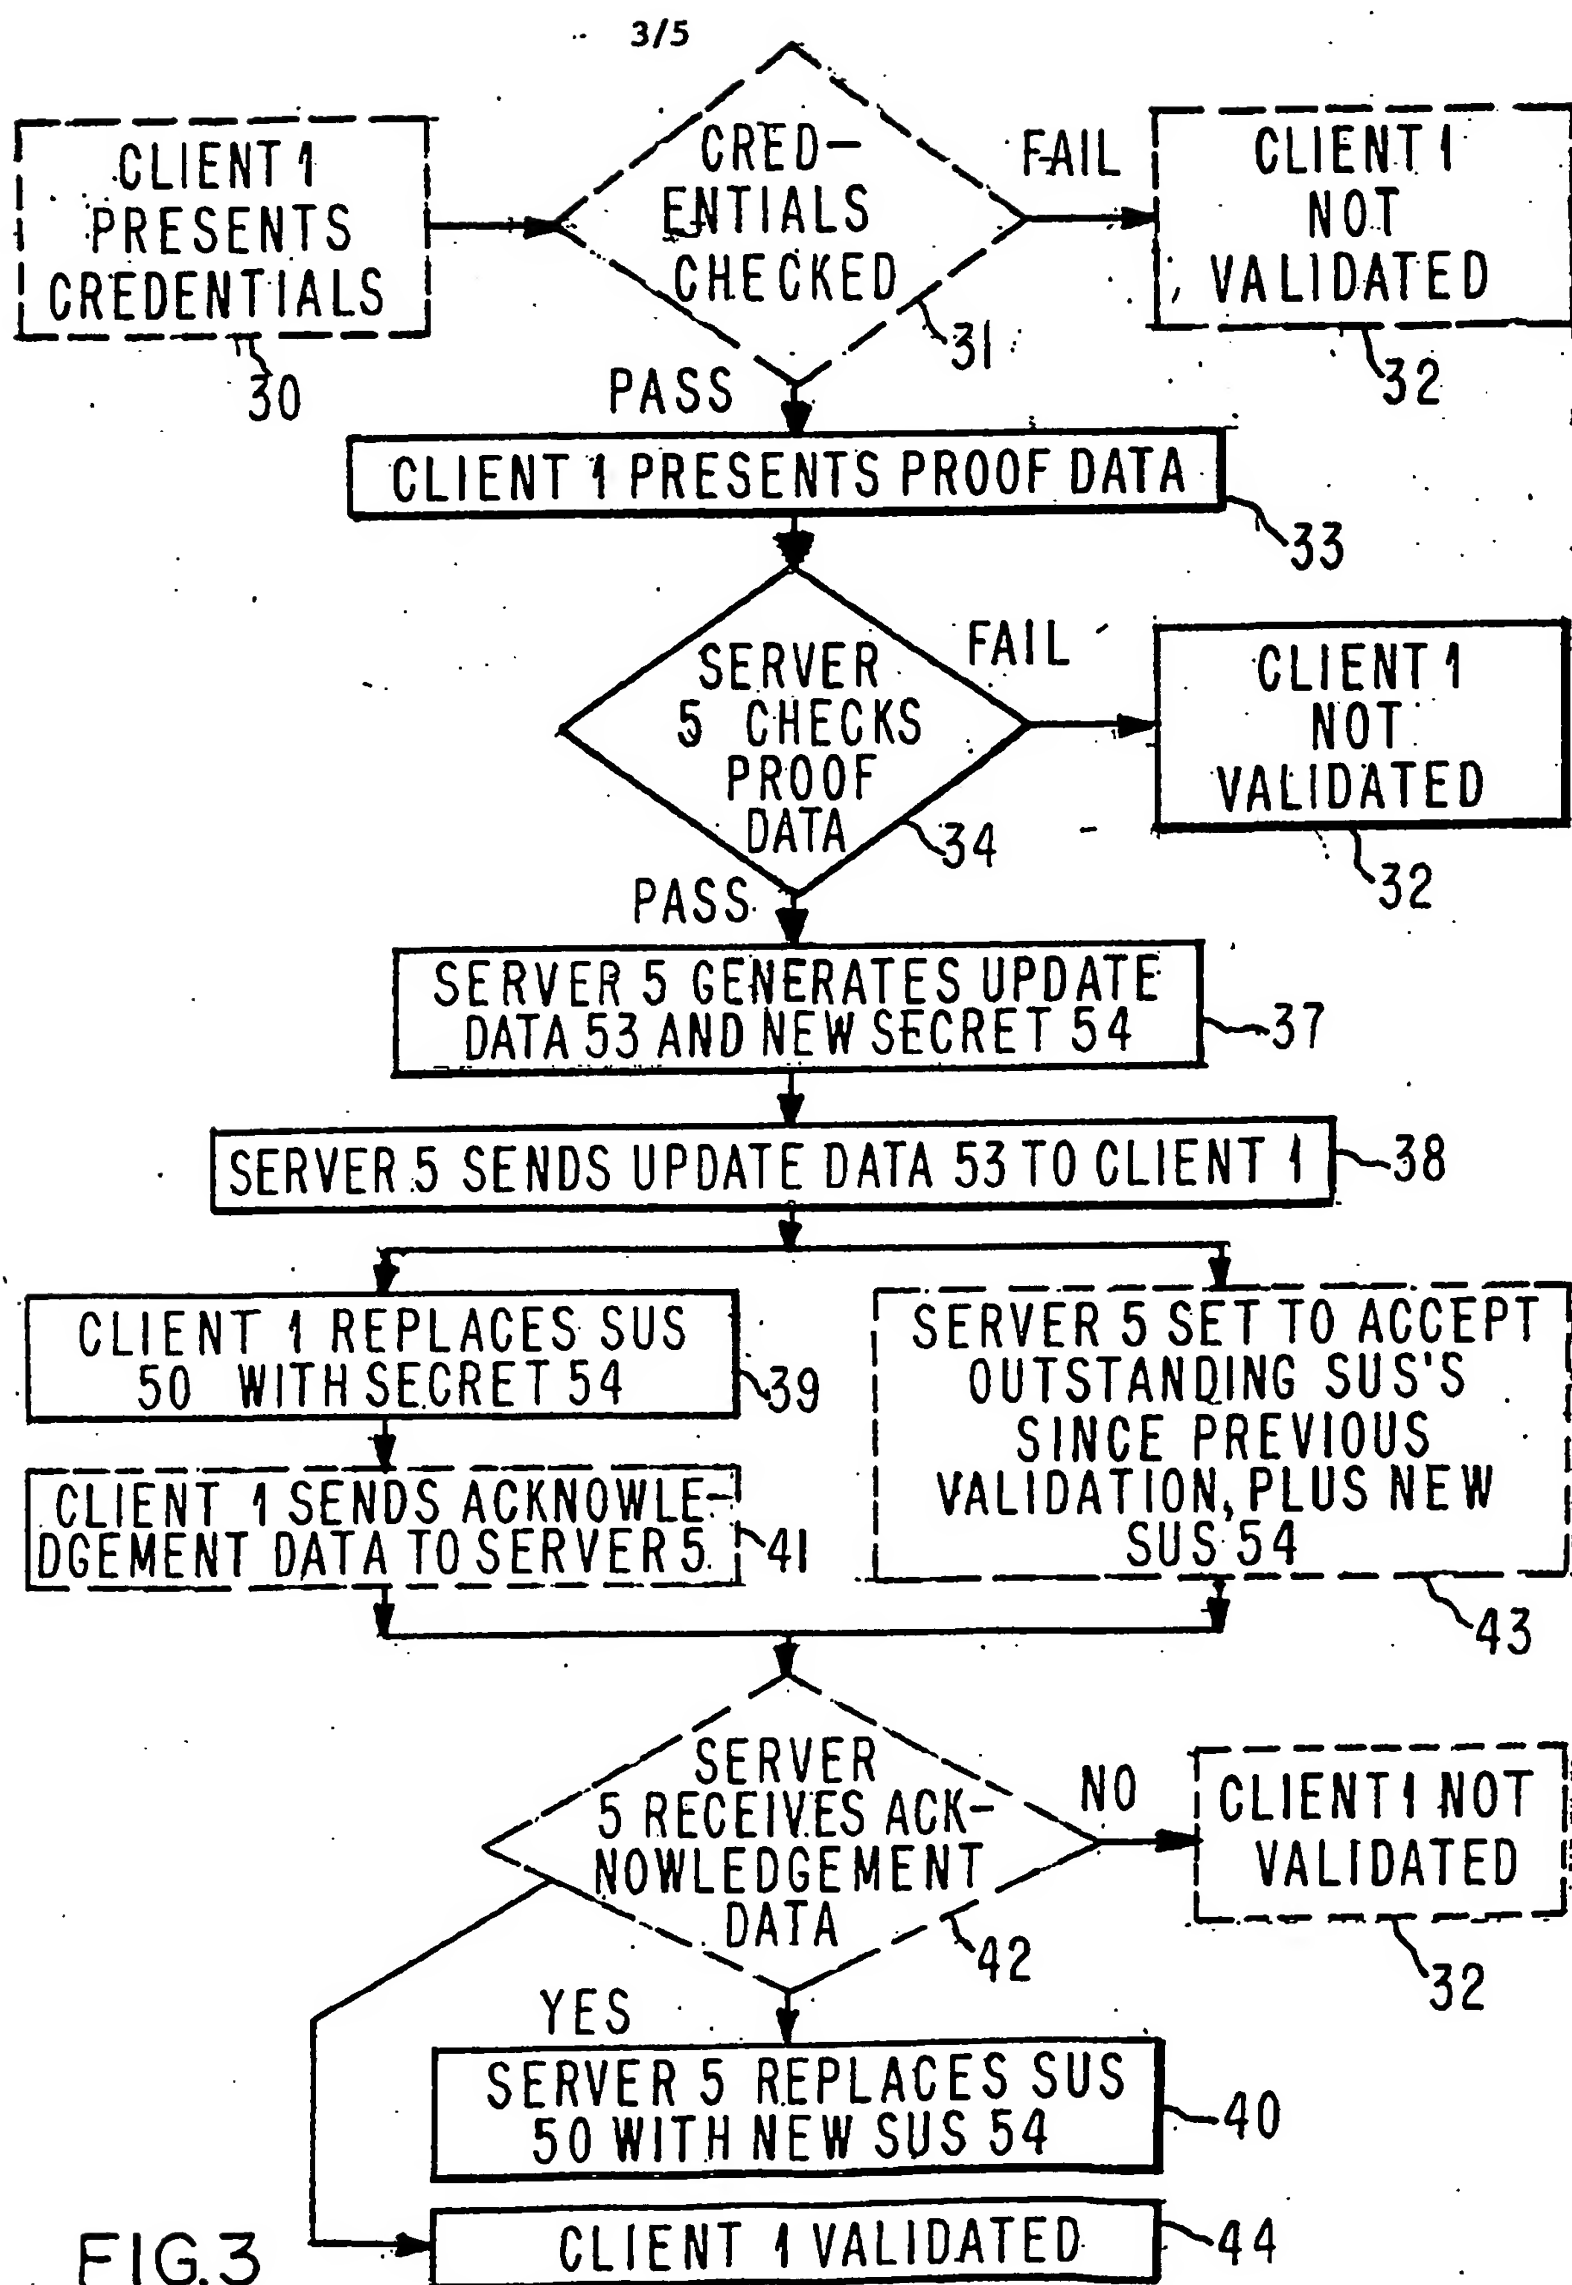 3/5
CLIENT 1
PRESENTS
CREDENTIALS
30
CRED-
ENTIALS
CHECKED
31
FAIL
CLIENT 1
NOT
VALIDATED
32
PASS
CLIENT 1 PRESENTS PROOF DATA
33
SERVER
5 CHECKS
PROOF
DATA
34
FAIL
CLIENT 1
NOT
VALIDATED
32
PASS
SERVER 5 GENERATES UPDATE
DATA 53 AND NEW SECRET 54
37
SERVER 5 SENDS UPDATE DATA 53 TO CLIENT 1
38
CLIENT 1 REPLACES SUS
50 WITH SECRET 54
39
CLIENT 1 SENDS ACKNOWLE-
DGEMENT DATA TO SERVER 5
41
SERVER 5 SET TO ACCEPT
OUTSTANDING SUS'S
SINCE PREVIOUS
VALIDATION, PLUS NEW
SUS 54
43
SERVER
5 RECEIVES ACK-
NOWLEDGEMENT
DATA
42
NO
CLIENT 1 NOT
VALIDATED
32
YES
SERVER 5 REPLACES SUS
50 WITH NEW SUS 54
40
CLIENT 1 VALIDATED
44
FIG.3